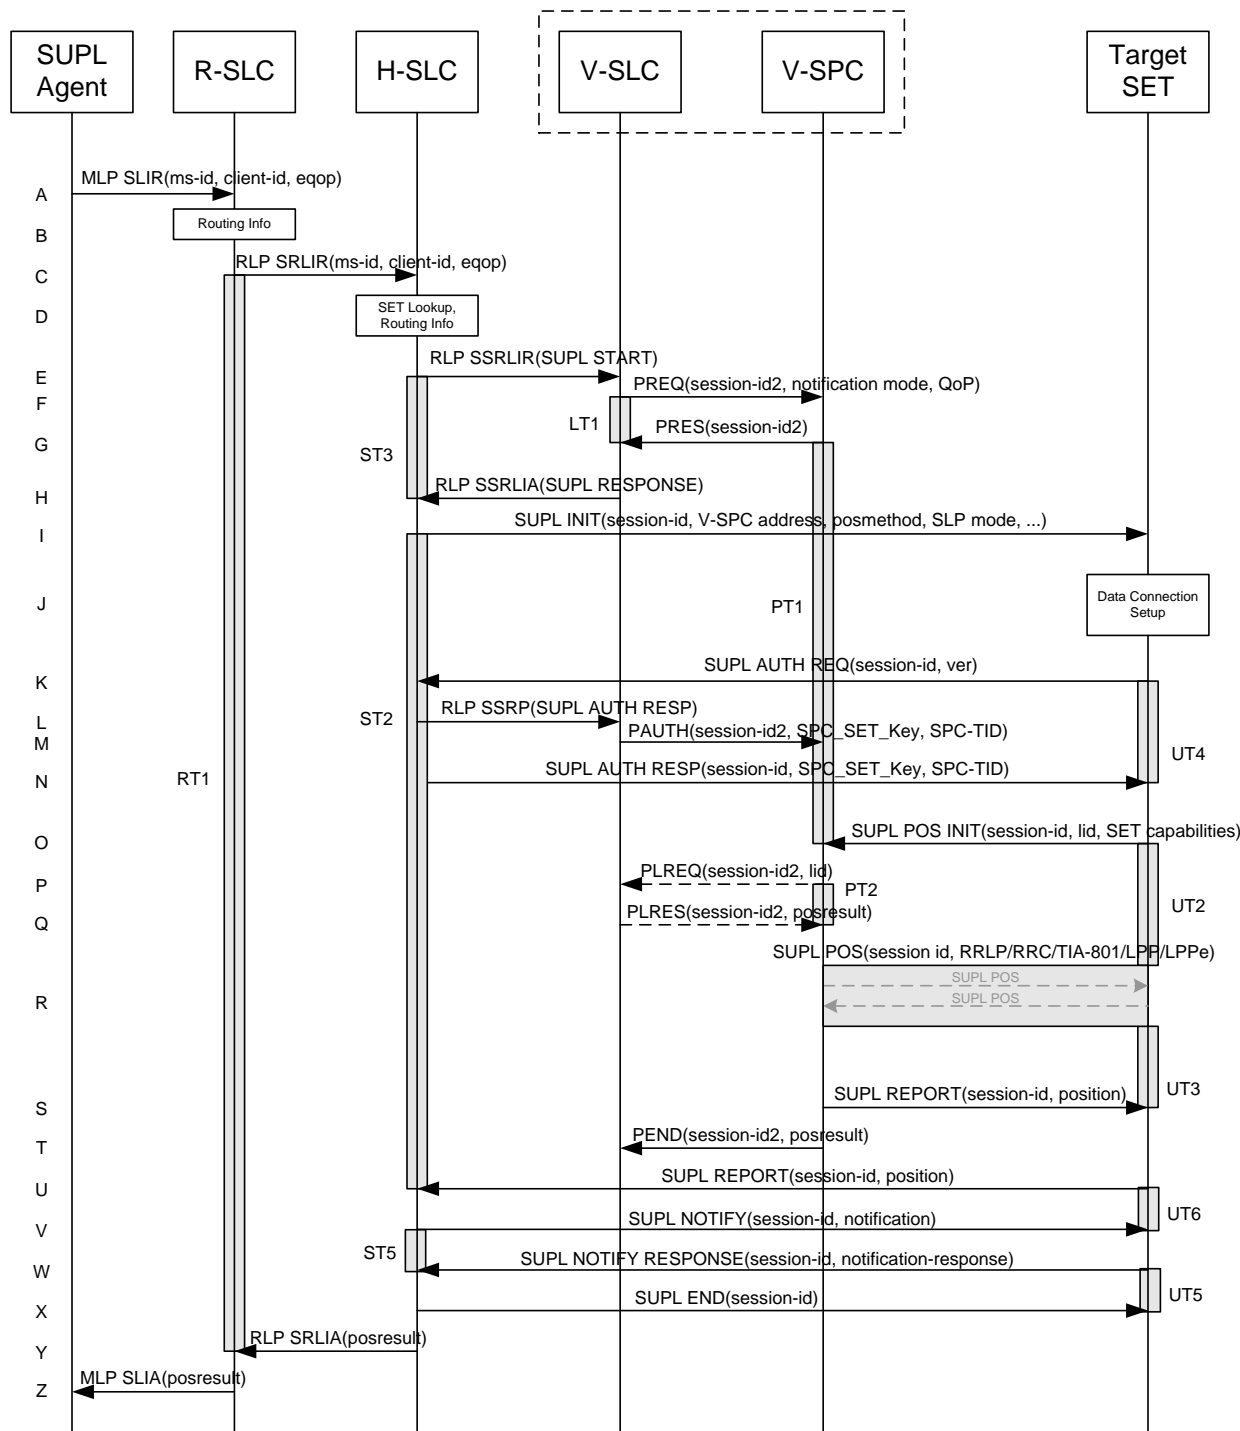 SUPL
Agent
R-SLC
H-SLC
V-SLC
V-SPC
Target
SET
A
MLP SLIR(ms-id, client-id, eqop)
B
Routing Info
C
RLP SRLIR(ms-id, client-id, eqop)
D
SET Lookup,
Routing Info
E
RLP SSRLIR(SUPL START)
F
PREQ(session-id2, notification mode, QoP)
LT1
G
PRES(session-id2)
ST3
H
RLP SSRLIA(SUPL RESPONSE)
I
SUPL INIT(session-id, V-SPC address, posmethod, SLP mode, ...)
J
PT1
Data Connection
Setup
K
SUPL AUTH REQ(session-id, ver)
L
ST2
RLP SSRP(SUPL AUTH RESP)
M
PAUTH(session-id2, SPC_SET_Key, SPC-TID)
UT4
N
RT1
SUPL AUTH RESP(session-id, SPC_SET_Key, SPC-TID)
O
SUPL POS INIT(session-id, lid, SET capabilities)
P
PLREQ(session-id2, lid)
PT2
Q
PLRES(session-id2, posresult)
UT2
SUPL POS(session id, RRLP/RRC/TIA-801/LPP/LPPe)
SUPL POS
R
SUPL POS
UT3
S
SUPL REPORT(session-id, position)
T
PEND(session-id2, posresult)
U
SUPL REPORT(session-id, position)
UT6
V
SUPL NOTIFY(session-id, notification)
ST5
W
SUPL NOTIFY RESPONSE(session-id, notification-response)
UT5
X
SUPL END(session-id)
Y
RLP SRLIA(posresult)
Z
MLP SLIA(posresult)